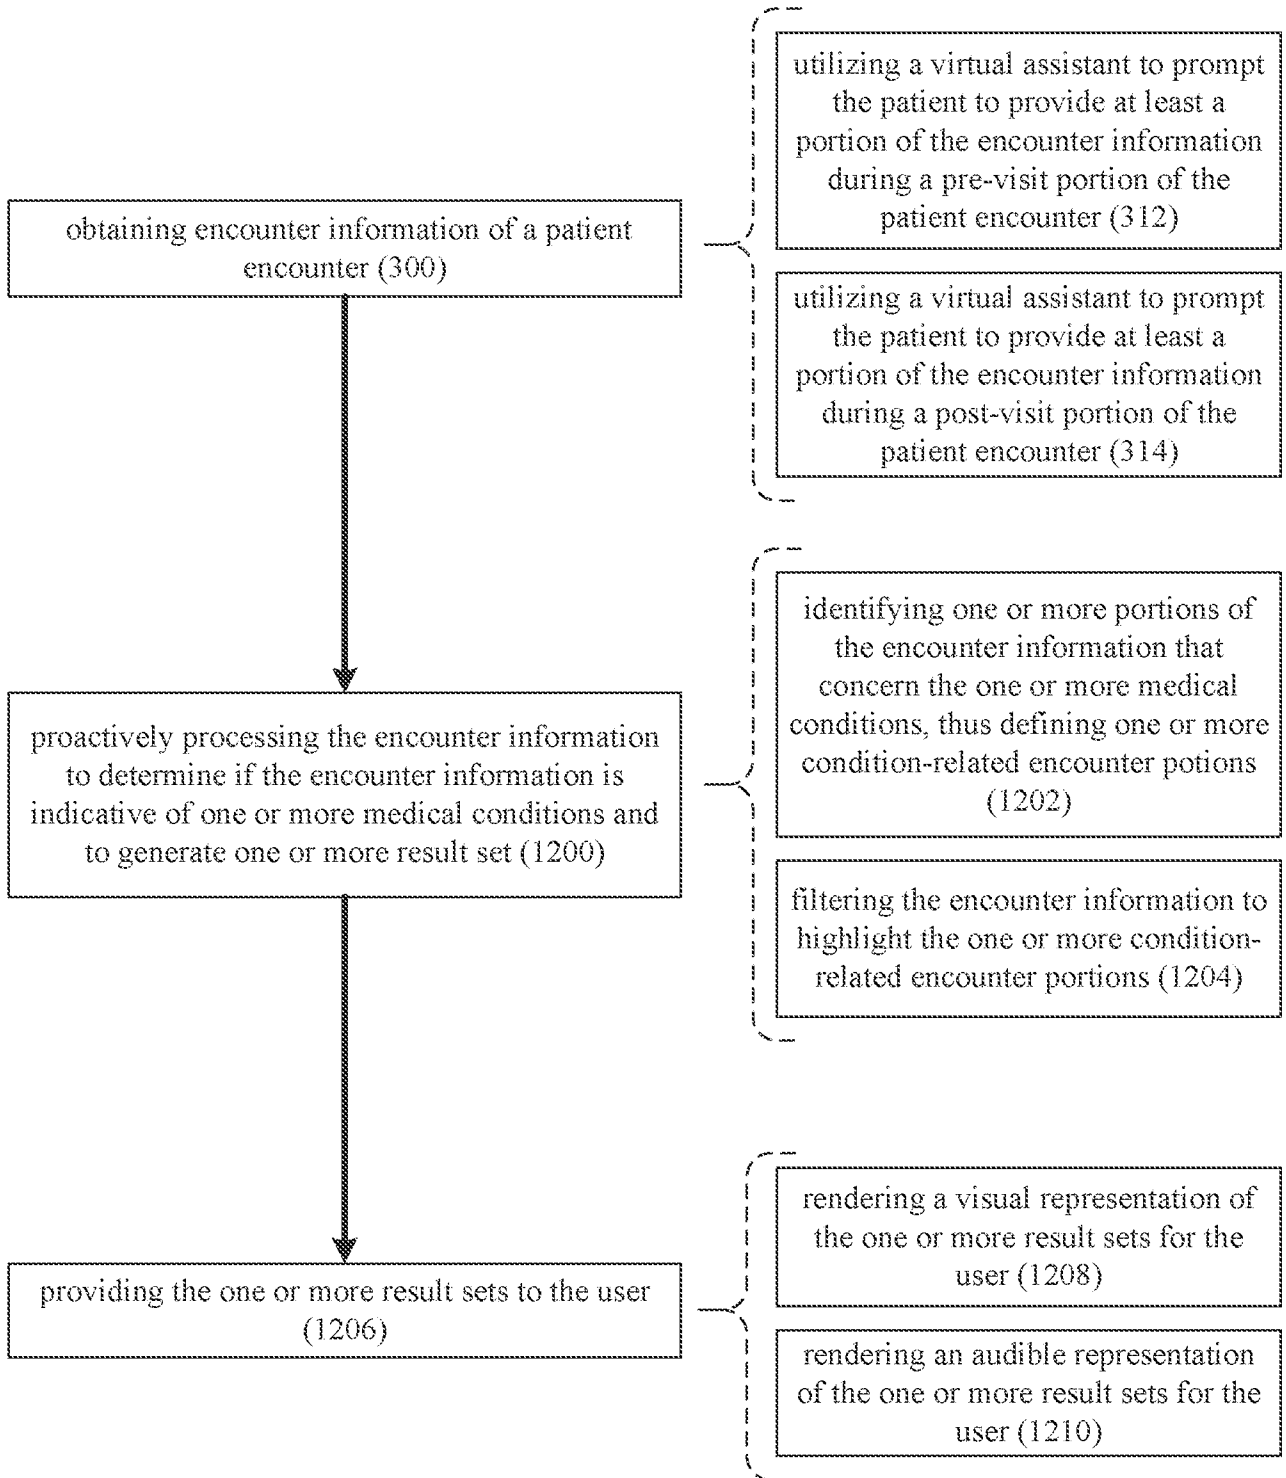 obtaining encounter information of a patient
encounter (300)
utilizing a virtual assistant to prompt
the patient to provide at least a
portion of the encounter information
during a pre-visit portion of the
patient encounter (312)
utilizing a virtual assistant to prompt
the patient to provide at least a
portion of the encounter information
during a post-visit portion of the
patient encounter (314)
proactively processing the encounter information
to determine if the encounter information is
indicative of one or more medical conditions and
to generate one or more result set (1200)
identifying one or more portions of
the encounter information that
concern the one or more medical
conditions, thus defining one or more
condition-related encounter potions
(1202)
filtering the encounter information to
highlight the one or more condition-
related encounter portions (1204)
providing the one or more result sets to the user
(1206)
rendering a visual representation of
the one or more result sets for the
user (1208)
rendering an audible representation
of the one or more result sets for the
user (1210)